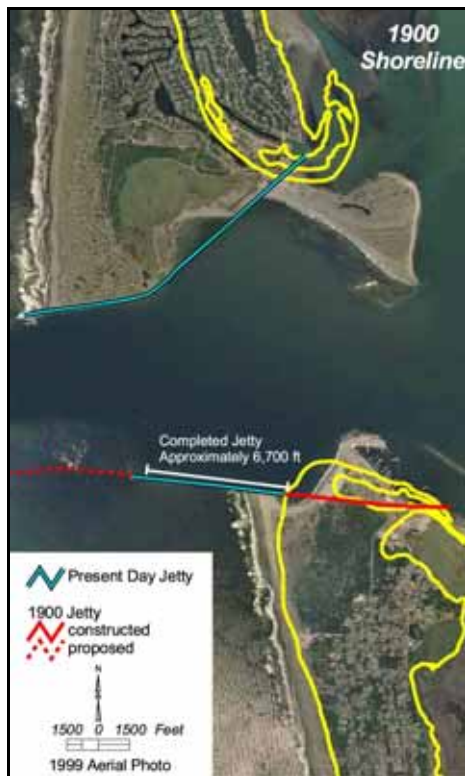 1900
Shoreline
Completed Jetty
Approximately 6,700 ft
Present Day Jetty
1900 Jetty
constructed
proposed
N
1500 0 1500 Feet
1999 Aerial Photo